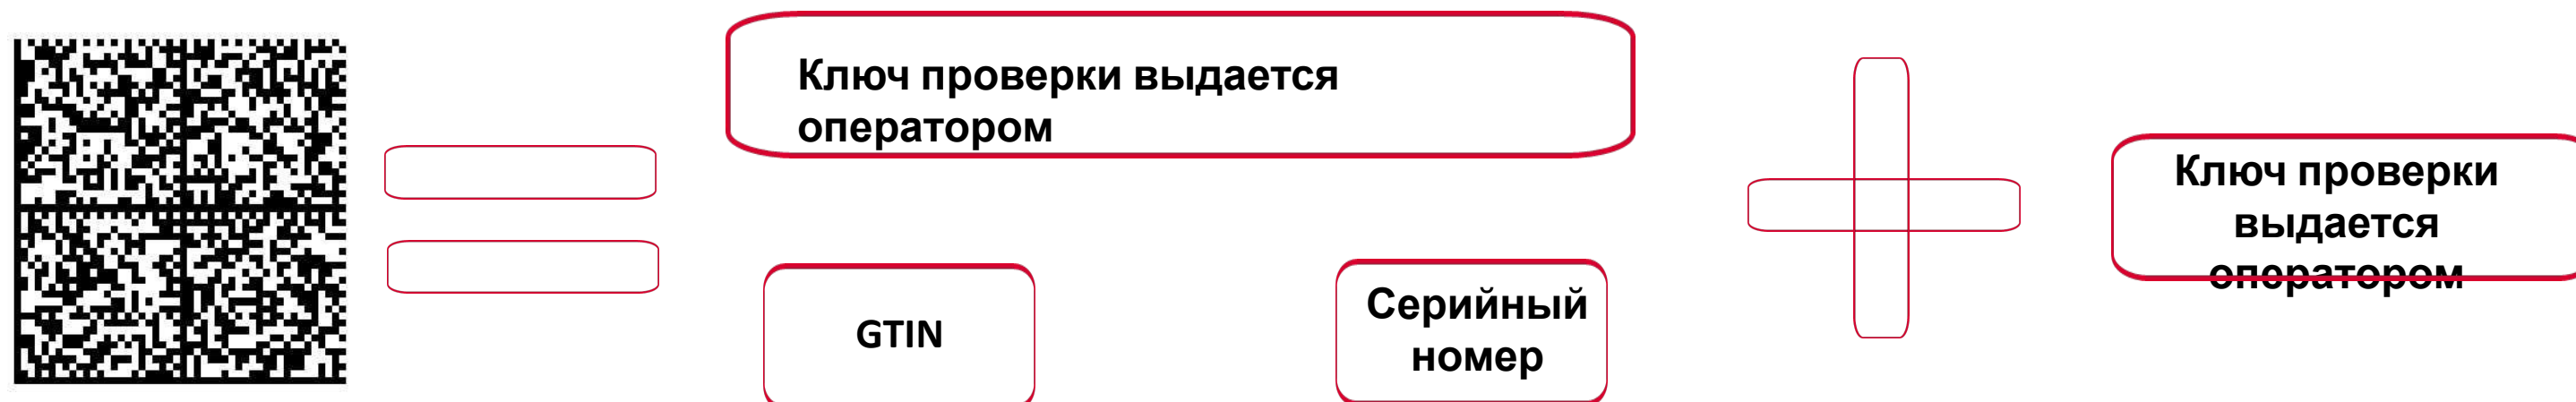 Ключ проверки выдается
оператором
GTIN
Серийный
номер
Ключ проверки
выдается
оператором